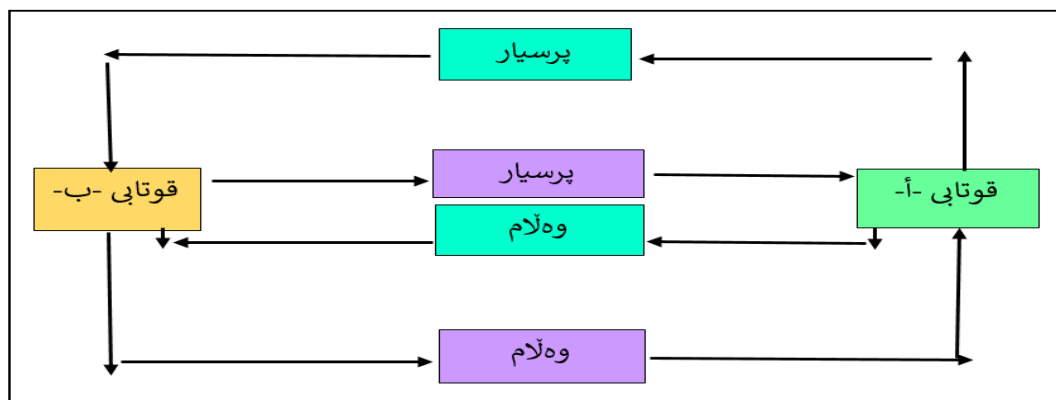 پرسیار
پرسیار
قوتابی -أ-
قوتابی -ب-
وەڵام
وەڵام